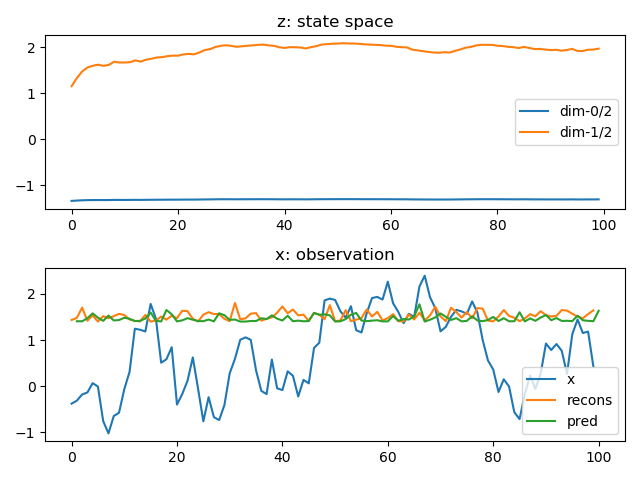 z: state space
2
1
0
−1
dim-0/2
dim-1/2
0 20 40 60 80 100
x: observation
2
1
0
−1
x
recons
pred
0 20 40 60 80 100